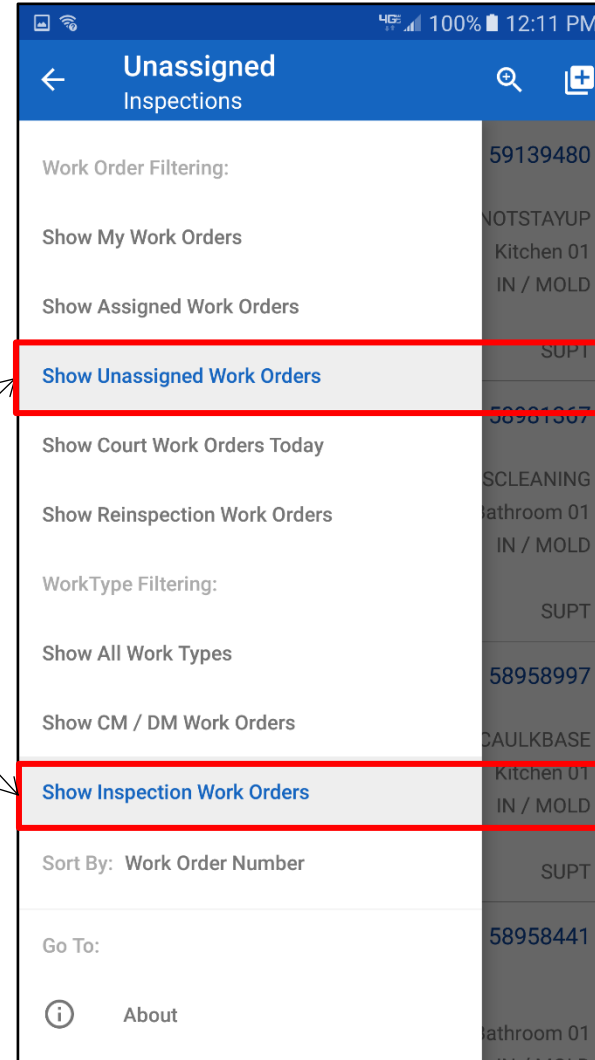 4G LTE 100% 12:11 PM
Unassigned
Inspections
Work Order Filtering:
59139480
Show My Work Orders
NOTSTAYUP
Kitchen 01
IN / MOLD
Show Assigned Work Orders
SUPT
Show Unassigned Work Orders
58981367
Show Court Work Orders Today
SCLEANING
Bathroom 01
Show Reinspection Work Orders
IN / MOLD
WorkType Filtering:
SUPT
Show All Work Types
58958997
Show CM / DM Work Orders
CAULKBASE
Kitchen 01
Show Inspection Work Orders
IN / MOLD
Sort By: Work Order Number
SUPT
Go To:
58958441
About
Bathroom 01